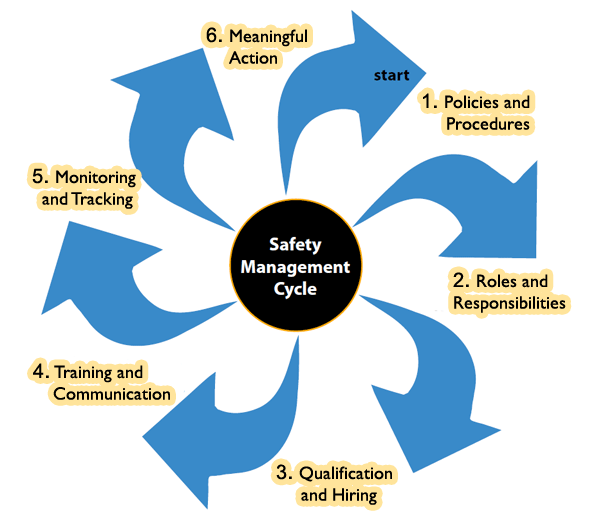 start
1. Policies and
Procedures
2. Roles and
Responsibilities
3. Qualification
and Hiring
4. Training and
Communication
5. Monitoring
and Tracking
6. Meaningful
Action
Safety
Management
Cycle